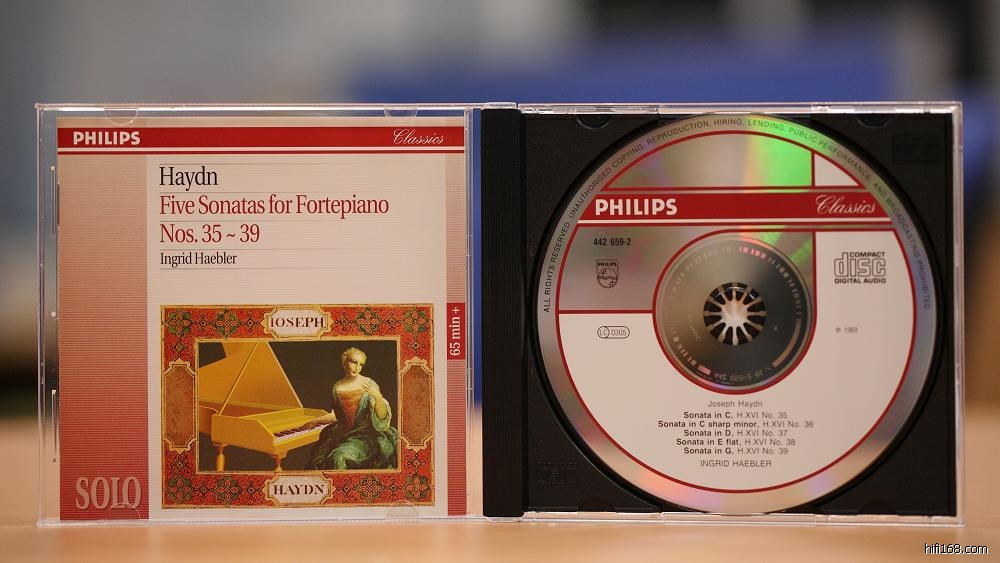 PHILIPS
Classics
Haydn
Five Sonatas for Fortepiano
Nos. 35 ~ 39
Ingrid Haebler
65 min +
IOSEPH
HAYDN
SOLO
ALL RIGHTS RESERVED. UNAUTHORISED COPYING, REPRODUCTION, HIRING, LENDING, PUBLIC PERFORMANCE, AND BROADCASTING PROHIBITED
PHILIPS
Classics
442 659-2
PHILIPS
COMPACT
disc
DIGITAL AUDIO
LC 0305
℗ 1969
Joseph Haydn
Sonata in C, H.XVI No. 35
Sonata in C sharp minor, H.XVI No. 36
Sonata in D, H.XVI No. 37
Sonata in E flat, H.XVI No. 38
Sonata in G, H.XVI No. 39
INGRID HAEBLER
hifi168.com